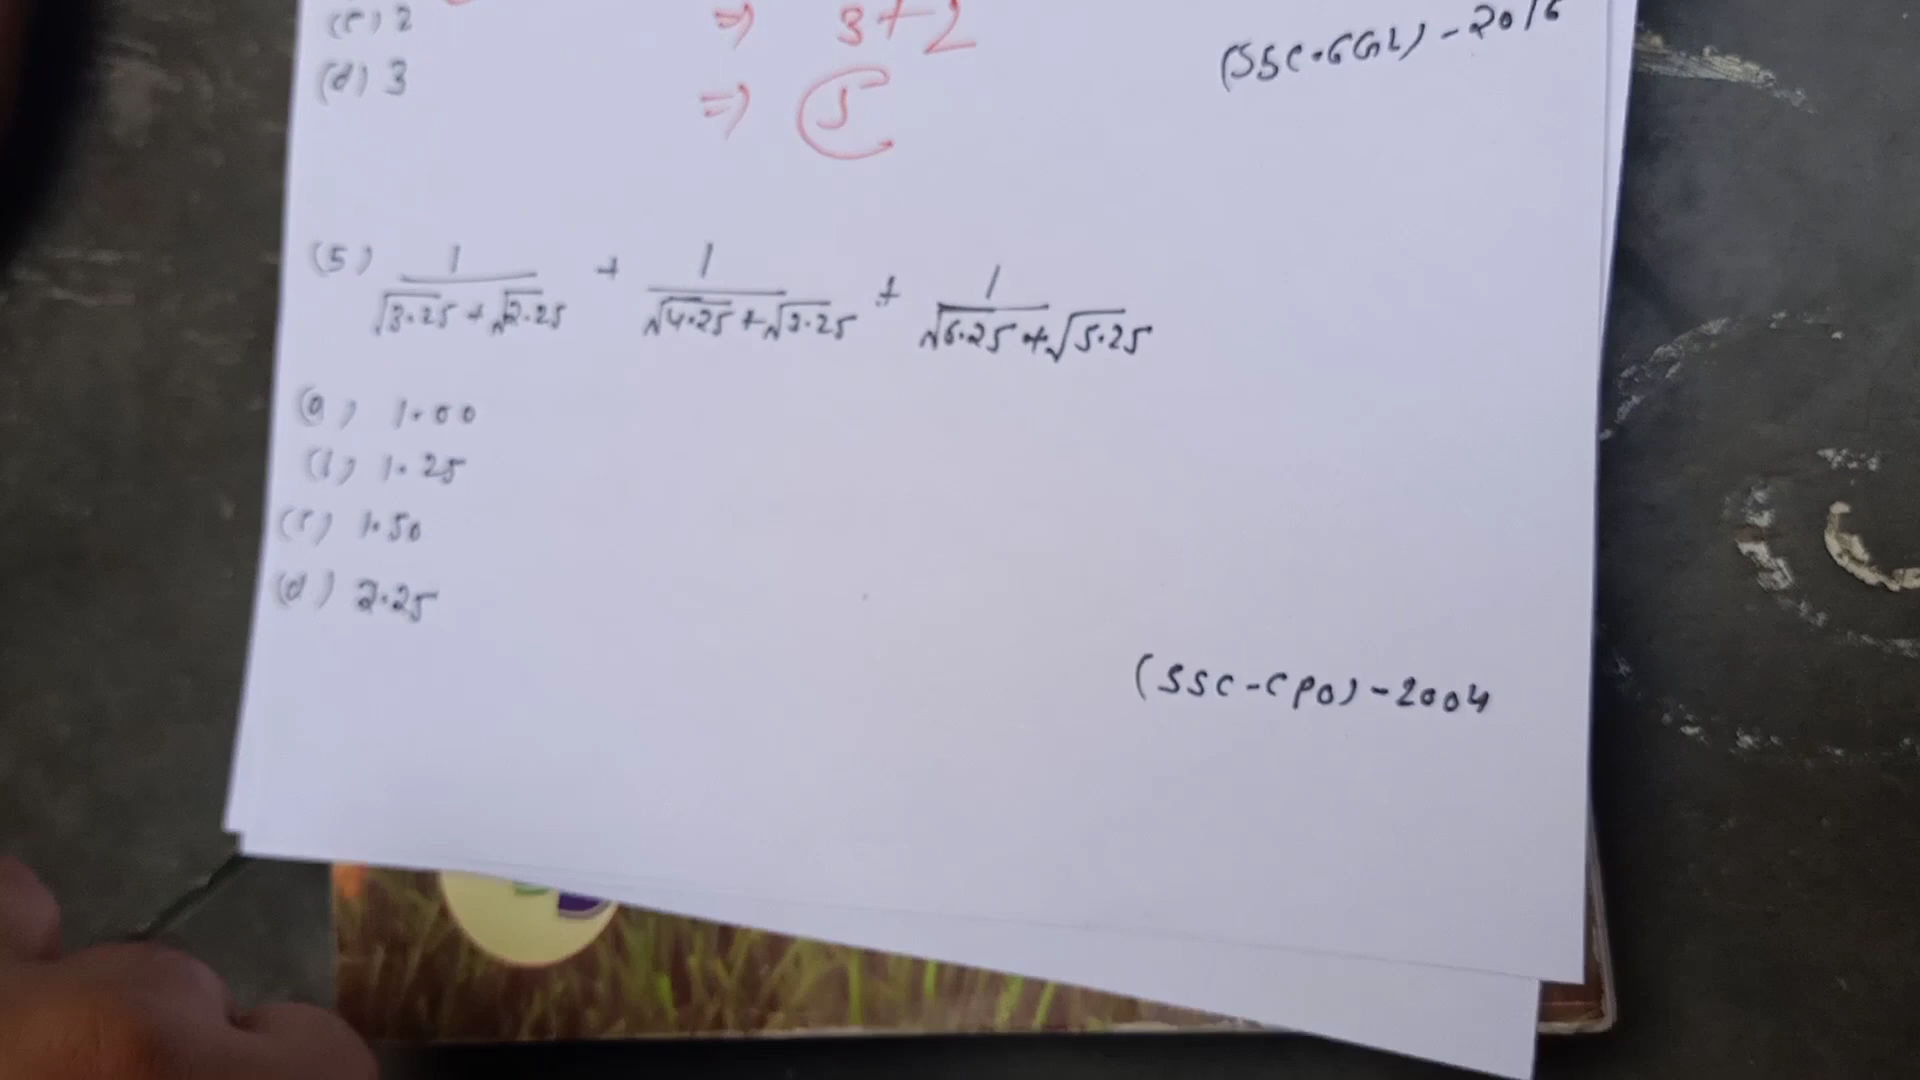 (c) 2
⇒ 3+2
(SSC-CGL) - 2016
(d) 3
⇒ 5
(5) 1/(√3.25 + √2.25) + 1/(√4.25 + √3.25) + 1/(√6.25 + √5.25)
(a) 1.00
(b) 1.25
(c) 1.50
(d) 2.25
(SSC-CPO) - 2004